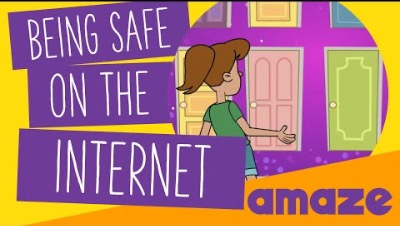 BEING SAFE
ON THE
INTERNET
amaze